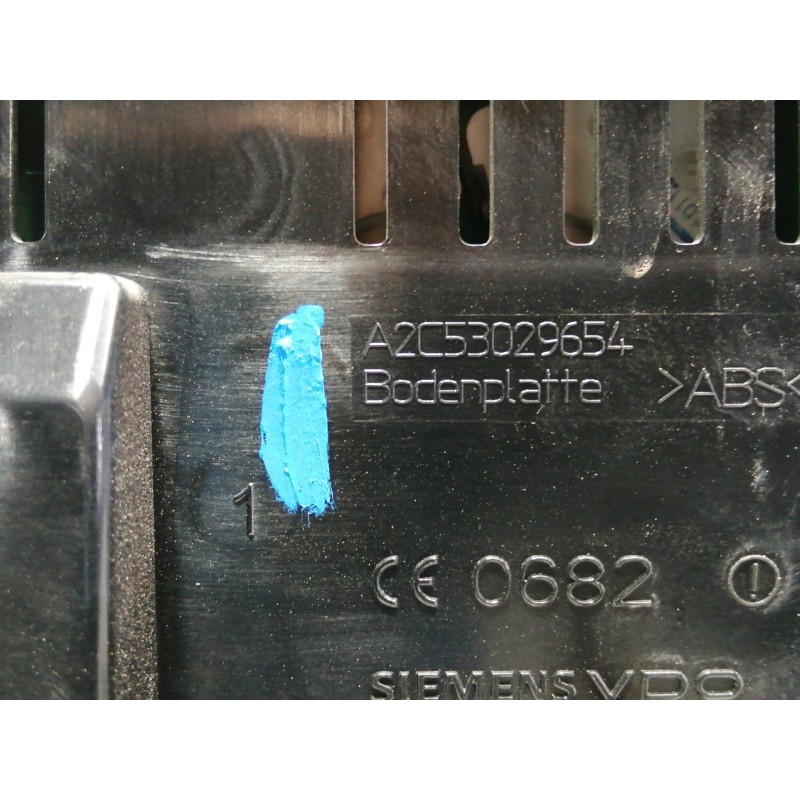 A2C53029654
Bodenplatte >ABS<
1
CE 0682
SIEMENS VDO